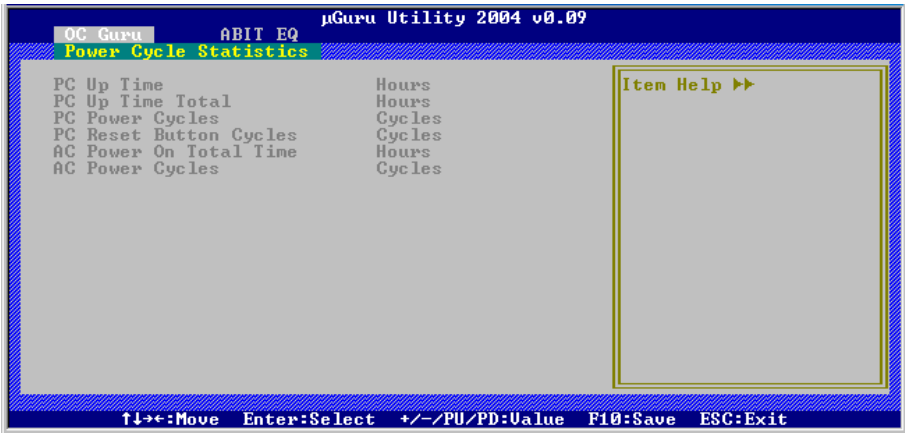 μGuru Utility 2004 v0.09
OC Guru ABIT EQ
Power Cycle Statistics
PC Up Time Hours
PC Up Time Total Hours
PC Power Cycles Cycles
PC Reset Button Cycles Cycles
AC Power On Total Time Hours
AC Power Cycles Cycles
Item Help ▶▶
↑↓→←:Move Enter:Select +/-/PU/PD:Value F10:Save ESC:Exit